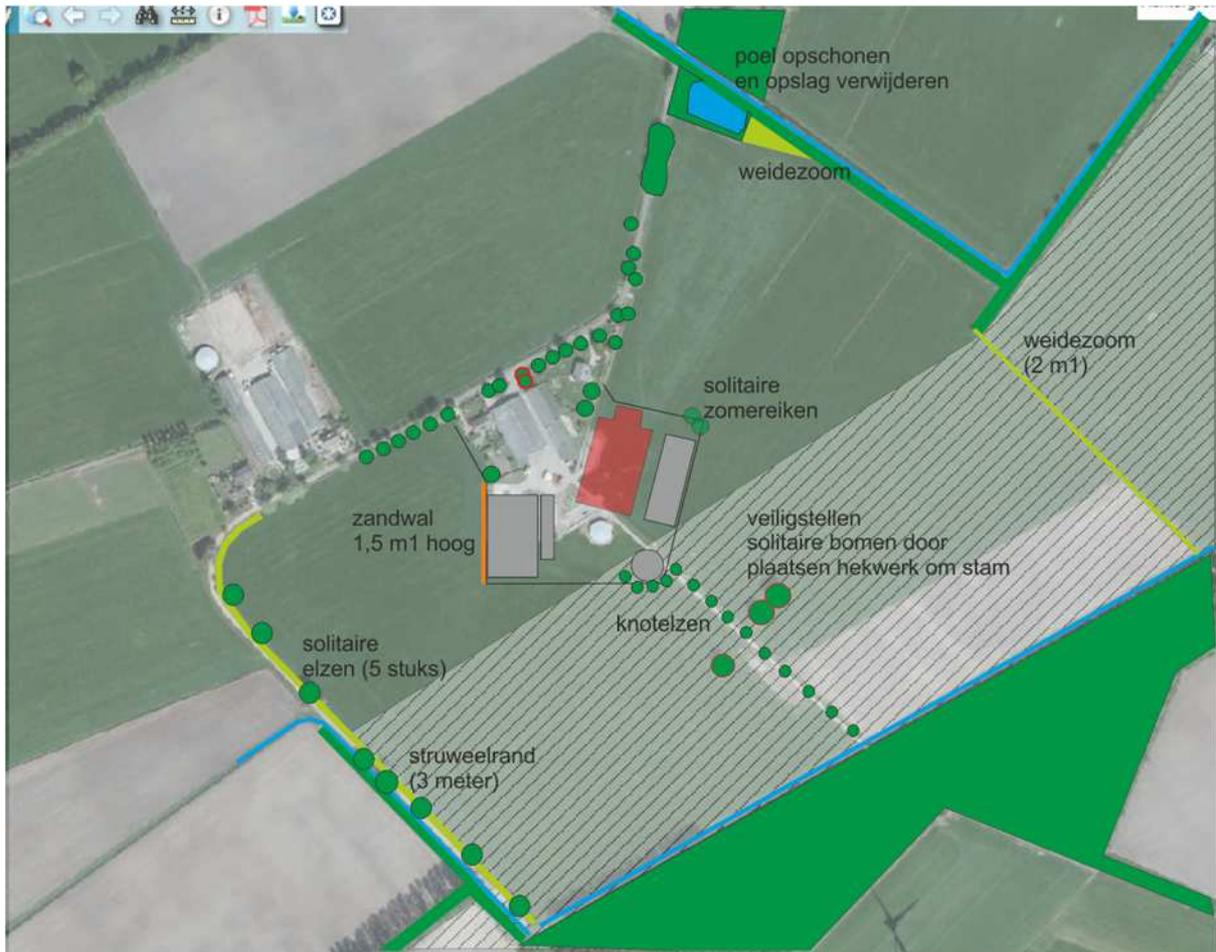 poel opschonen
en opslag verwijderen
weidezoom
weidezoom
(2 m1)
solitaire
zomereiken
zandwal
1,5 m1 hoog
veiligstellen
solitaire bomen door
plaatsen hekwerk om stam
knotelzen
solitaire
elzen (5 stuks)
struweelrand
(3 meter)